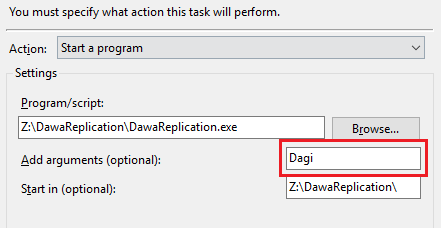 You must specify what action this task will perform.
Action: Start a program
Settings
Program/script:
Z:\DawaReplication\DawaReplication.exe Browse...
Add arguments (optional): Dagi
Start in (optional): Z:\DawaReplication\